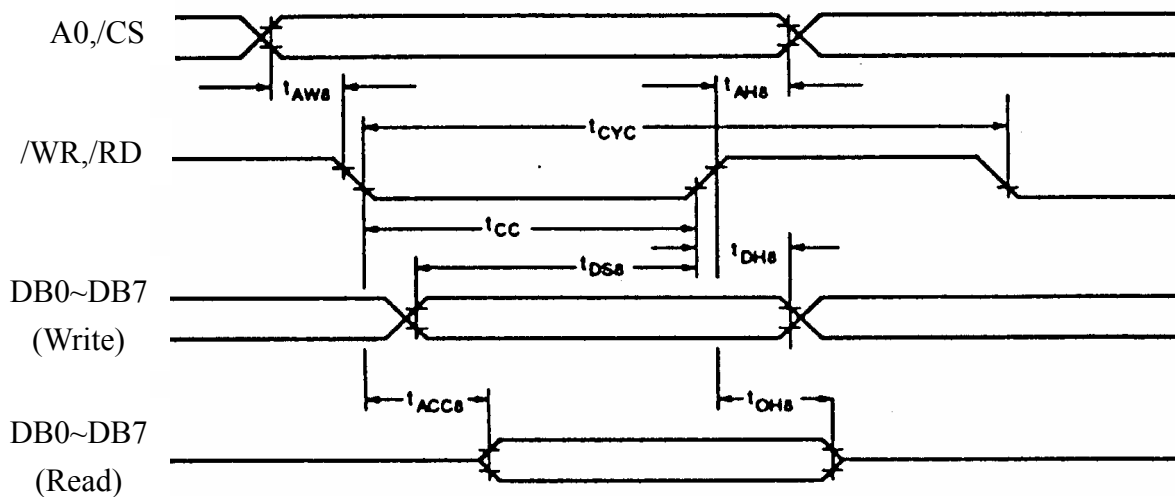 A0,/CS
tAW8
tAH8
tCYC
/WR,/RD
tCC
tDH8
tDS8
DB0~DB7
(Write)
tACC8
tOH8
DB0~DB7
(Read)